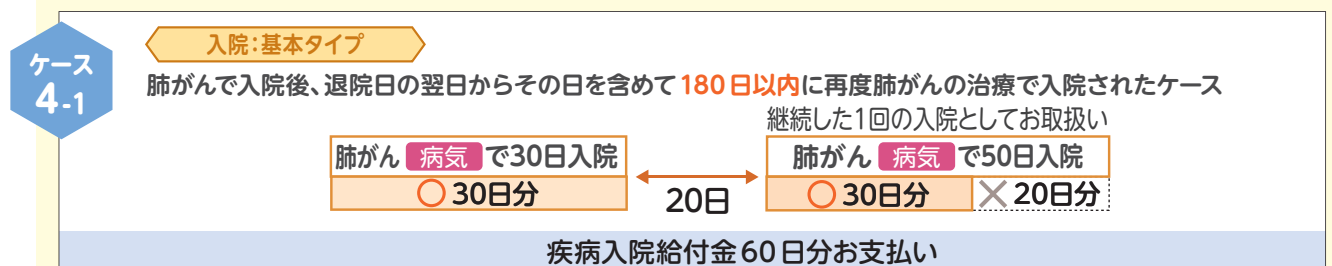 ケース
4-1
入院：基本タイプ
肺がんで入院後、退院日の翌日からその日を含めて180日以内に再度肺がんの治療で入院されたケース
継続した1回の入院としてお取扱い
肺がん 病気 で30日入院
肺がん 病気 で50日入院
○30日分
20日
○30日分
×20日分
疾病入院給付金60日分お支払い